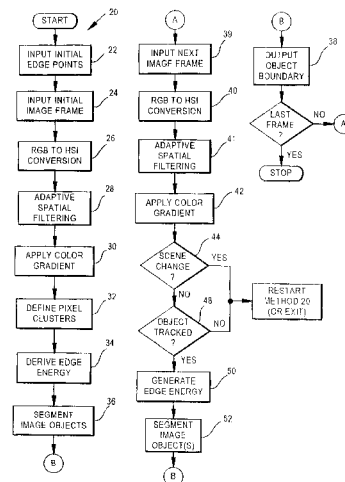 START
20
INPUT INITIAL
EDGE POINTS
22
INPUT INITIAL
IMAGE FRAME
24
RGB TO HSI
CONVERSION
26
ADAPTIVE
SPATIAL
FILTERING
28
APPLY COLOR
GRADIENT
30
DEFINE PIXEL
CLUSTERS
32
DERIVE EDGE
ENERGY
34
SEGMENT
IMAGE OBJECTS
36
B
A
INPUT NEXT
IMAGE FRAME
39
RGB TO HSI
CONVERSION
40
ADAPTIVE
SPATIAL
FILTERING
41
APPLY COLOR
GRADIENT
42
SCENE
CHANGE
?
44
YES
NO
OBJECT
TRACKED
?
48
NO
YES
RESTART
METHOD 20
(OR EXIT)
GENERATE
EDGE ENERGY
50
SEGMENT
IMAGE
OBJECT(S)
52
B
B
OUTPUT
OBJECT
BOUNDARY
38
LAST
FRAME
?
NO
A
YES
STOP